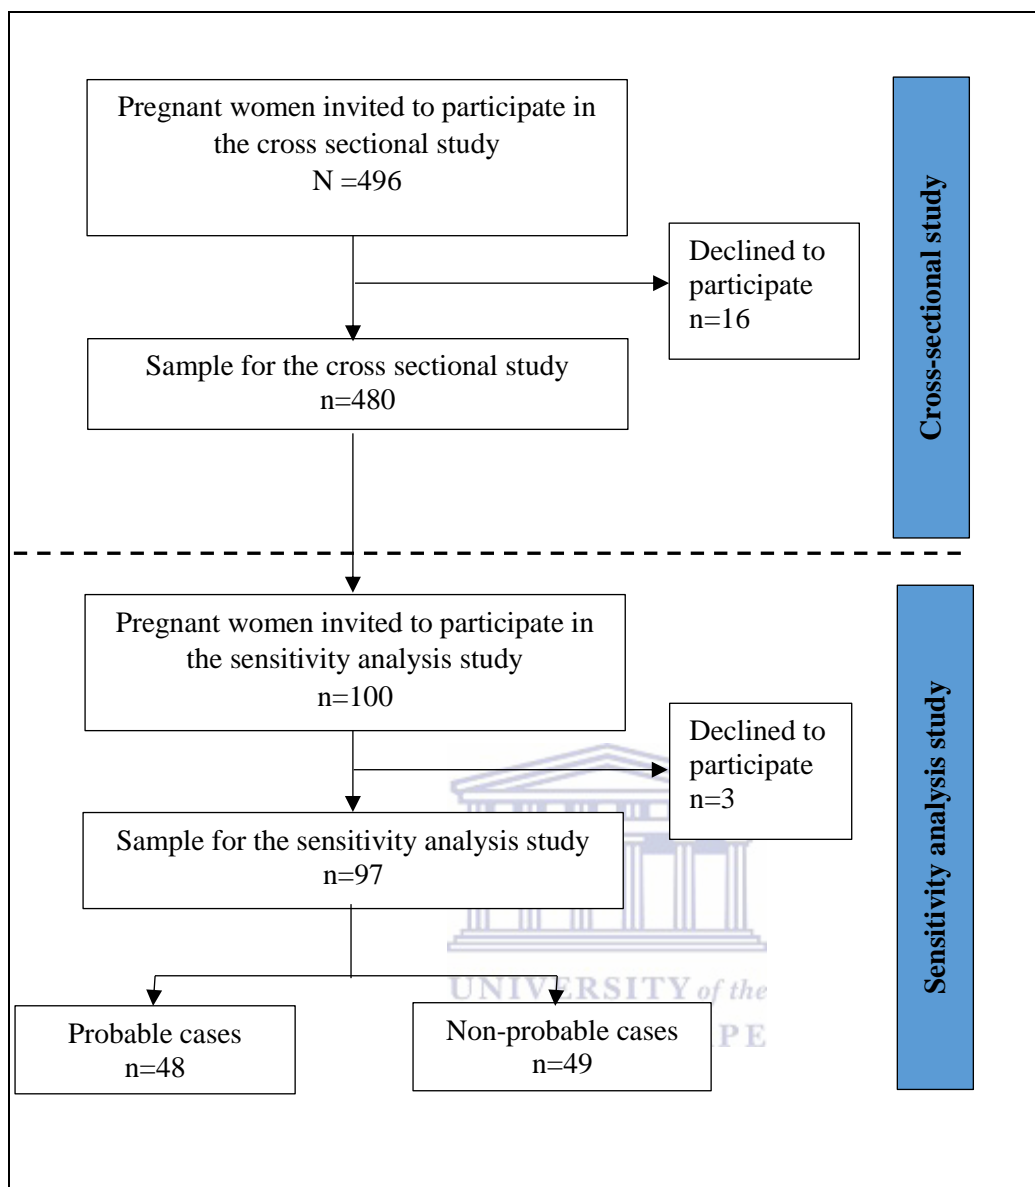 Pregnant women invited to participate in
the cross sectional study
N =496
Declined to
participate
n=16
Sample for the cross sectional study
n=480
Cross-sectional study
Pregnant women invited to participate in
the sensitivity analysis study
n=100
Declined to
participate
n=3
Sample for the sensitivity analysis study
n=97
Probable cases
n=48
Non-probable cases
n=49
Sensitivity analysis study
UNIVERSITY of the